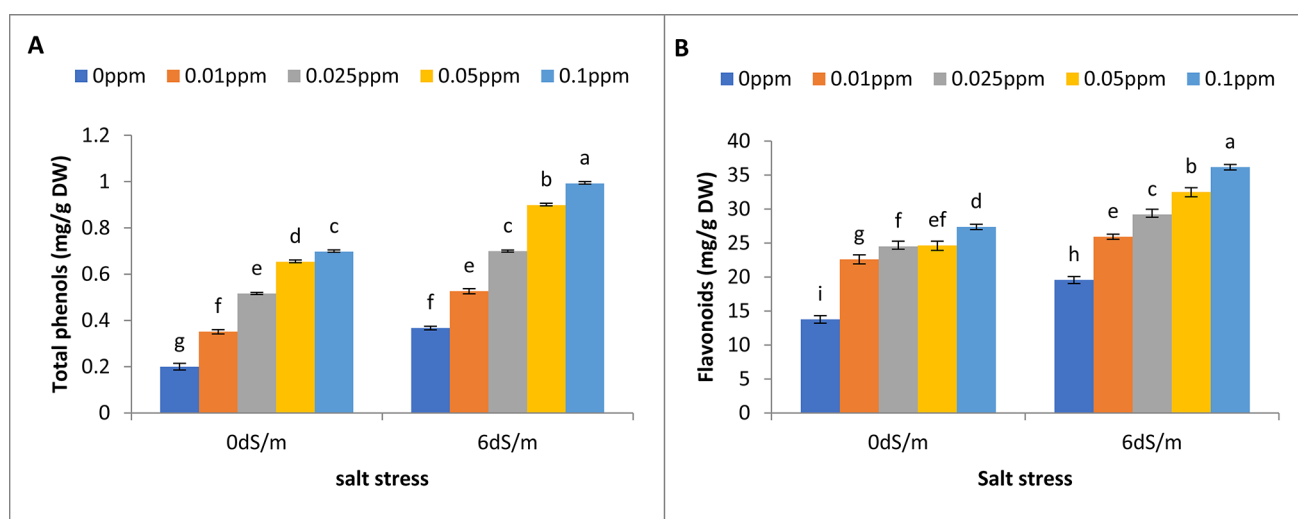 A
0ppm 0.01ppm 0.025ppm 0.05ppm 0.1ppm
Total phenols (mg/g DW)
1.2
1
0.8
0.6
0.4
0.2
0
g f e d c f e c b a
0dS/m 6dS/m
salt stress
B
0ppm 0.01ppm 0.025ppm 0.05ppm 0.1ppm
Flavonoids (mg/g DW)
40
35
30
25
20
15
10
5
0
i g f ef d h e c b a
0dS/m 6dS/m
Salt stress